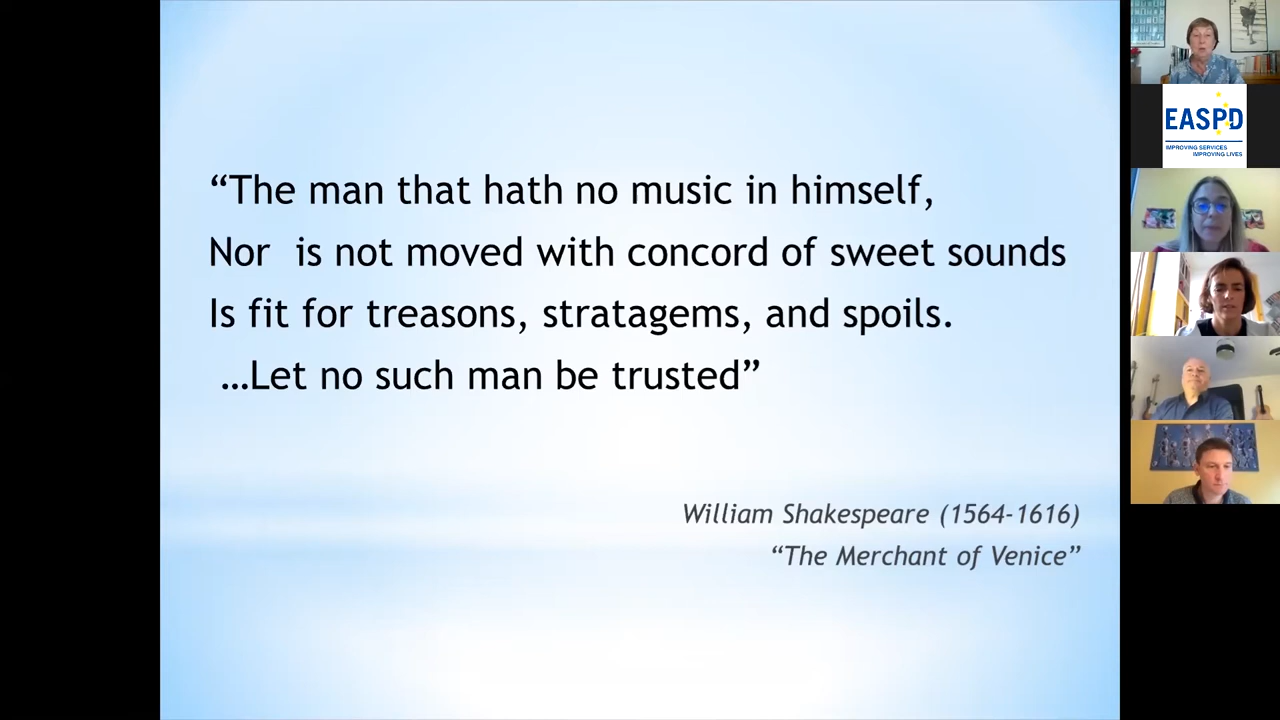 “The man that hath no music in himself,
Nor is not moved with concord of sweet sounds
Is fit for treasons, stratagems, and spoils.
…Let no such man be trusted”
William Shakespeare (1564-1616)
“The Merchant of Venice”
EASPD
IMPROVING SERVICES
IMPROVING LIVES